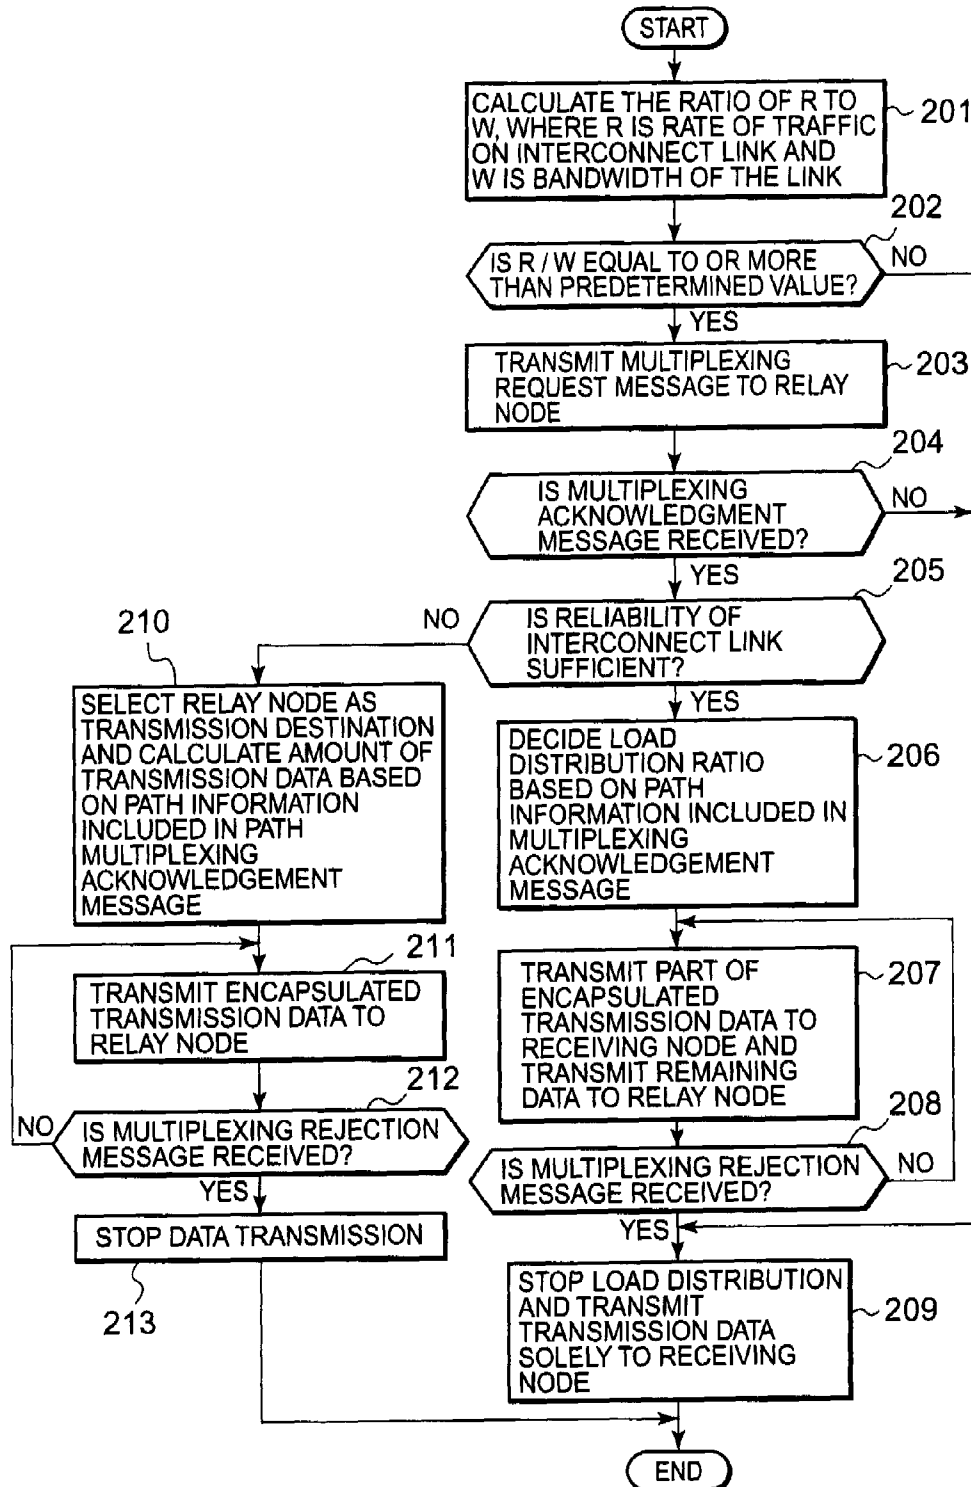 START
CALCULATE THE RATIO OF R TO
W, WHERE R IS RATE OF TRAFFIC
ON INTERCONNECT LINK AND
W IS BANDWIDTH OF THE LINK
201
202
IS R / W EQUAL TO OR MORE
THAN PREDETERMINED VALUE?
NO
YES
TRANSMIT MULTIPLEXING
REQUEST MESSAGE TO RELAY
NODE
203
204
IS MULTIPLEXING
ACKNOWLEDGMENT
MESSAGE RECEIVED?
NO
YES
205
IS RELIABILITY OF
INTERCONNECT LINK
SUFFICIENT?
NO
YES
210
SELECT RELAY NODE AS
TRANSMISSION DESTINATION
AND CALCULATE AMOUNT OF
TRANSMISSION DATA BASED
ON PATH INFORMATION
INCLUDED IN PATH
MULTIPLEXING
ACKNOWLEDGEMENT
MESSAGE
DECIDE LOAD
DISTRIBUTION RATIO
BASED ON PATH
INFORMATION INCLUDED IN
MULTIPLEXING
ACKNOWLEDGEMENT
MESSAGE
206
211
TRANSMIT ENCAPSULATED
TRANSMISSION DATA TO
RELAY NODE
TRANSMIT PART OF
ENCAPSULATED
TRANSMISSION DATA TO
RECEIVING NODE AND
TRANSMIT REMAINING
DATA TO RELAY NODE
207
212
NO
IS MULTIPLEXING REJECTION
MESSAGE RECEIVED?
YES
208
IS MULTIPLEXING REJECTION
MESSAGE RECEIVED?
NO
YES
STOP DATA TRANSMISSION
213
STOP LOAD DISTRIBUTION
AND TRANSMIT
TRANSMISSION DATA
SOLELY TO RECEIVING
NODE
209
END